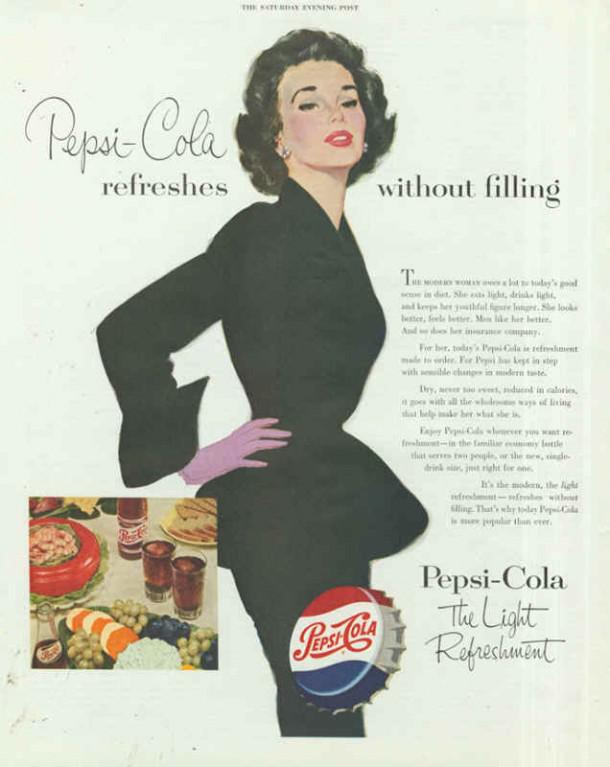 THE SATURDAY EVENING POST
Pepsi-Cola
refreshes without filling
THE MODERN WOMAN owes a lot to today's good
sense in diet. She eats light, drinks light,
and keeps her youthful figure longer. She looks
better, feels better. Men like her better.
And so does her insurance company.
For her, today's Pepsi-Cola is refreshment
made to order. For Pepsi has kept in step
with sensible changes in modern taste.
Dry, never too sweet, reduced in calories,
it goes with all the wholesome ways of living
that help make her what she is.
Enjoy Pepsi-Cola whenever you want re-
freshment—in the familiar economy bottle
that serves two people, or the new, single-
drink size, just right for one.
It's the modern, the light
refreshment—refreshes without
filling. That's why today Pepsi-Cola
is more popular than ever.
Pepsi-Cola
PEPSI-COLA
Pepsi-Cola
The Light
Refreshment